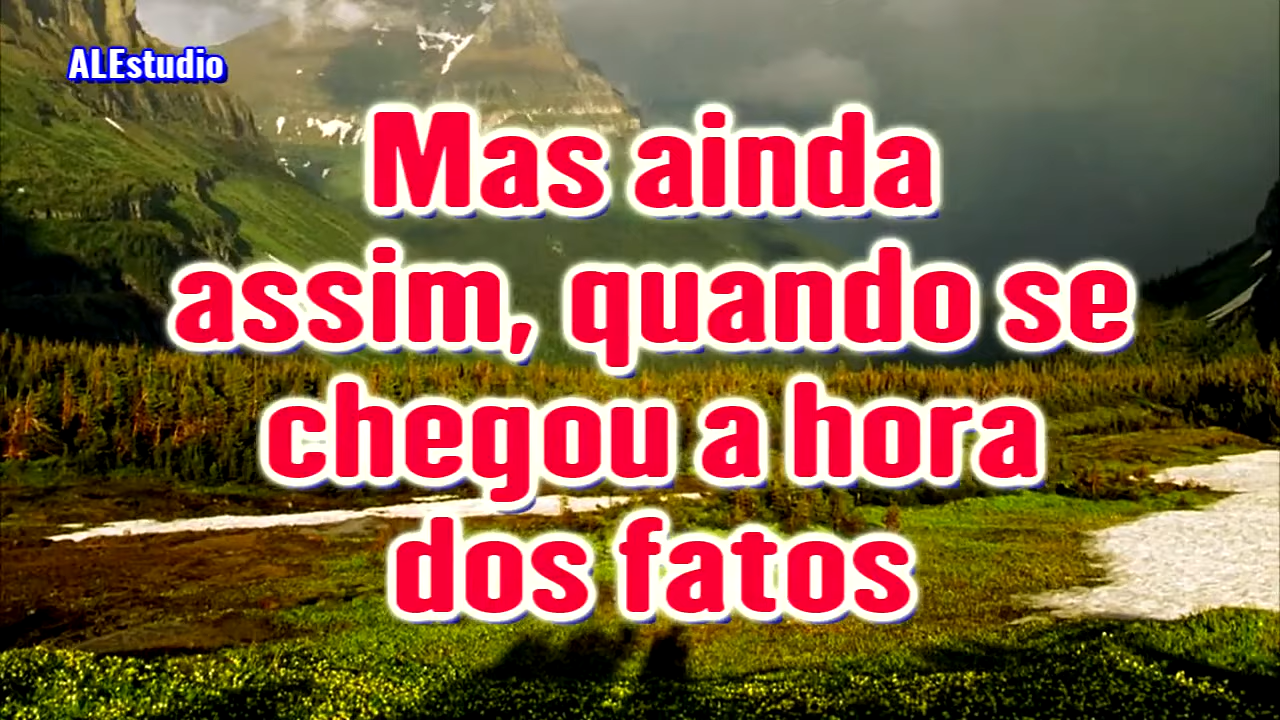 ALEstudio
Mas ainda
assim, quando se
chegou a hora
dos fatos